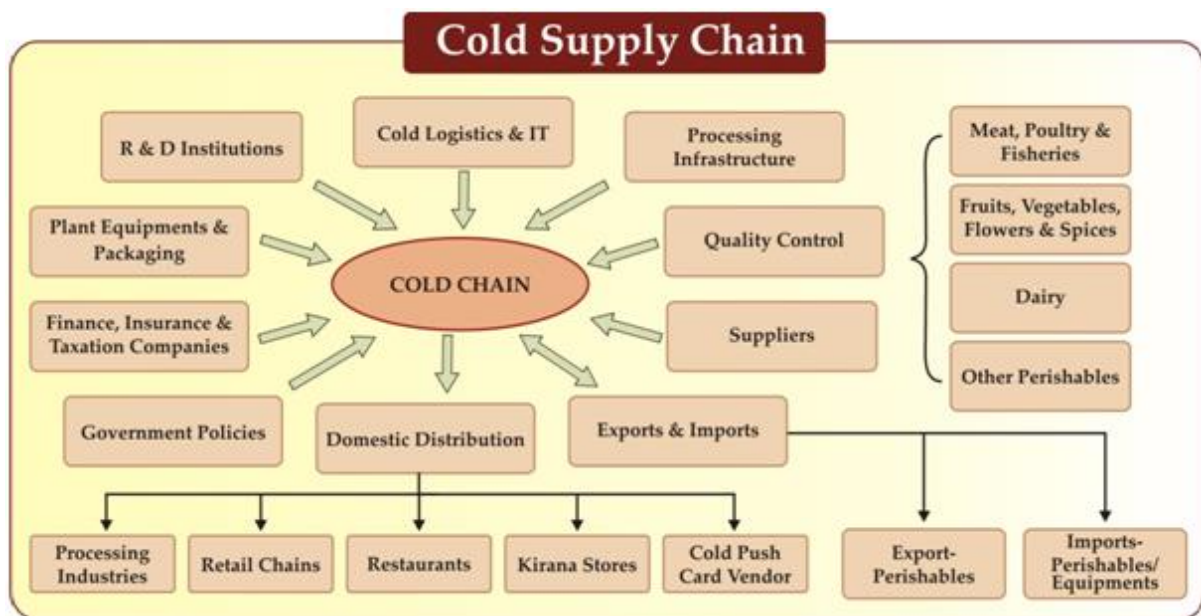 Cold Supply Chain
R & D Institutions
Cold Logistics & IT
Processing
Infrastructure
Meat, Poultry &
Fisheries
Plant Equipments &
Packaging
Quality Control
Fruits, Vegetables,
Flowers & Spices
COLD CHAIN
Dairy
Finance, Insurance &
Taxation Companies
Suppliers
Other Perishables
Government Policies
Domestic Distribution
Exports & Imports
Processing
Industries
Retail Chains
Restaurants
Kirana Stores
Cold Push
Card Vendor
Export-
Perishables
Imports-
Perishables/
Equipments